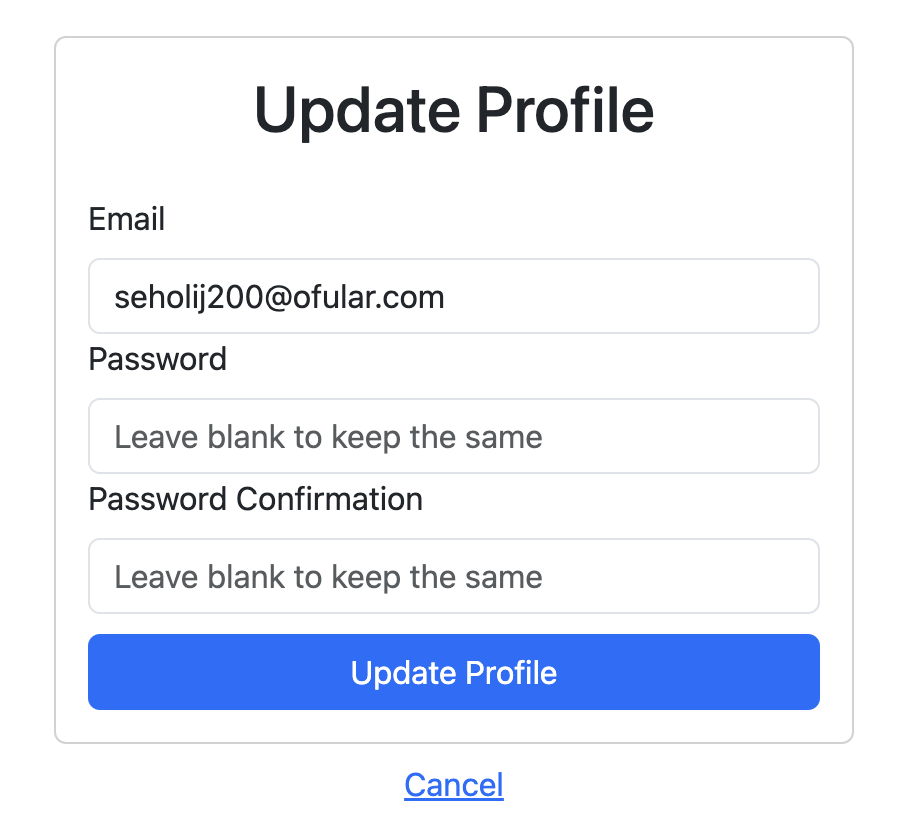 Update Profile
Email
seholij200@ofular.com
Password
Leave blank to keep the same
Password Confirmation
Leave blank to keep the same
Update Profile
Cancel